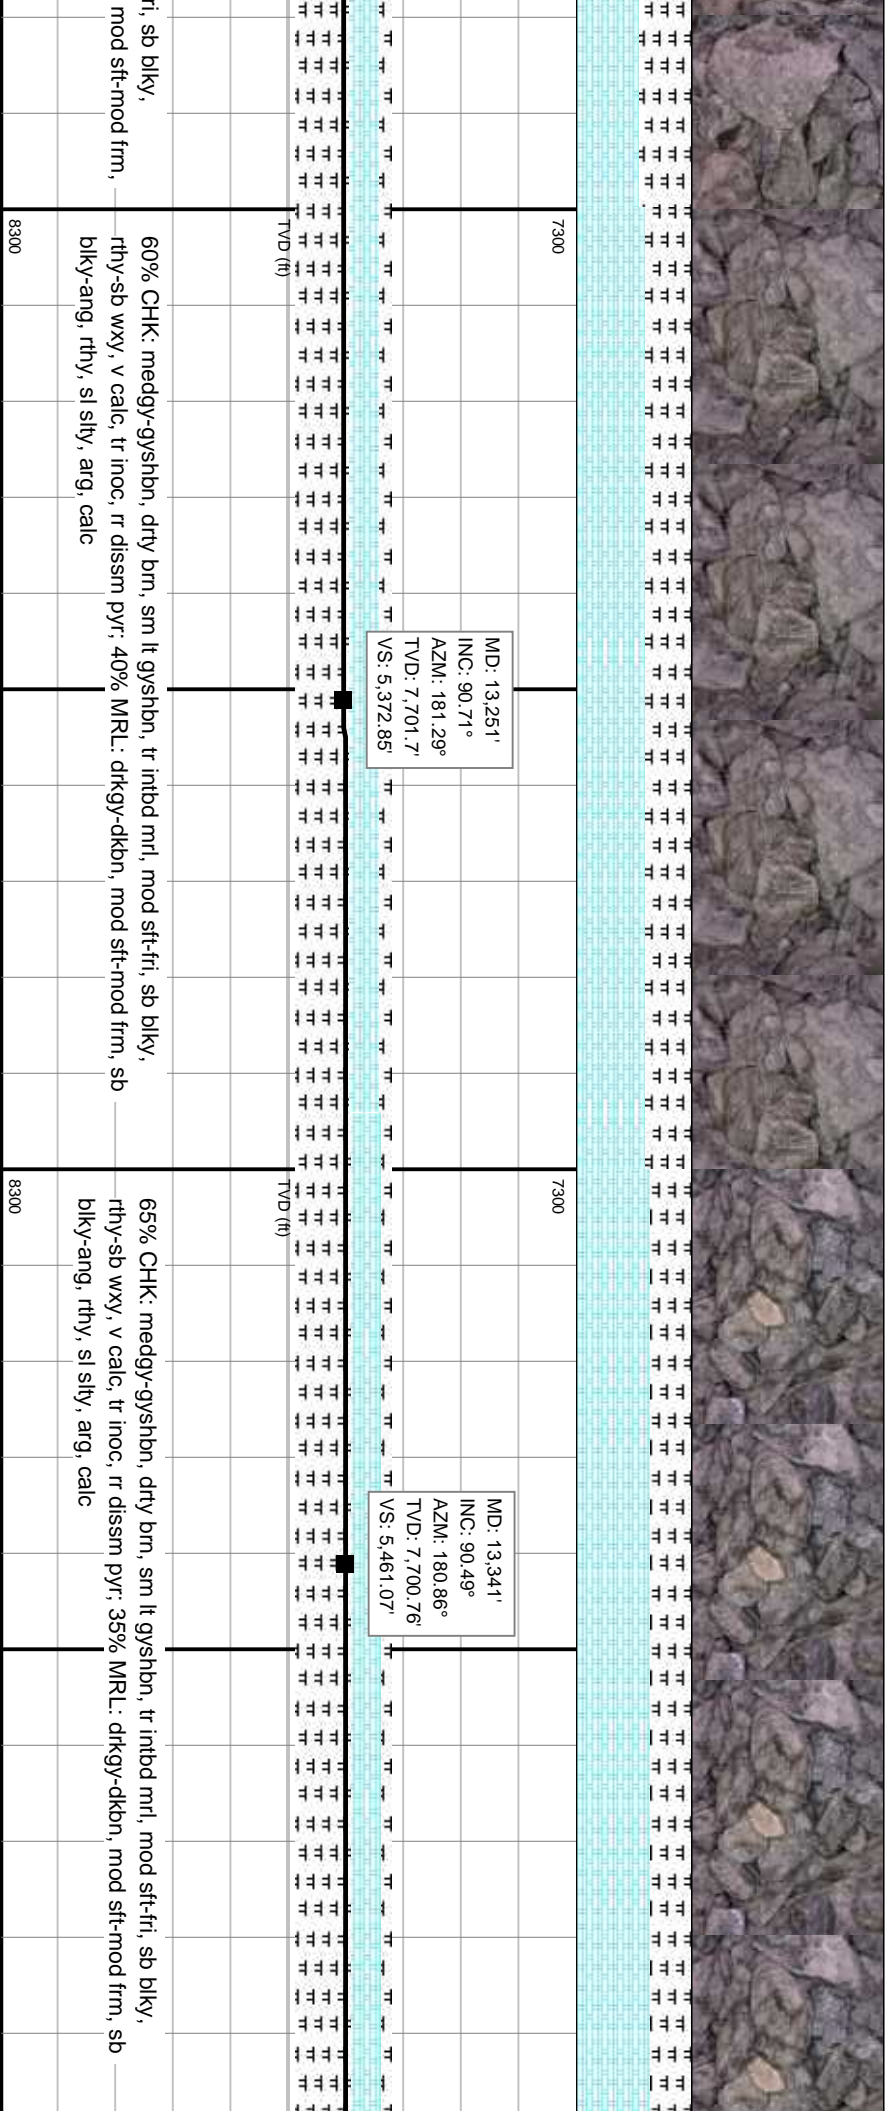 ri, sb blky,
mod sft-mod frm,
7300
TVD (ft)
8300
60% CHK: medgy-gyshbn, drty brn, sm lt gyshbn, tr intbd mrl, mod sft-fri, sb blky,
rthy-sb wxy, v calc, tr inoc, rr dissm pyr; 40% MRL: drkgy-dkbn, mod sft-mod frm, sb
blky-ang, rthy, sl slty, arg, calc
MD: 13,251'
INC: 90.71°
AZM: 181.29°
TVD: 7,701.7'
VS: 5,372.85'
7300
TVD (ft)
8300
65% CHK: medgy-gyshbn, drty brn, sm lt gyshbn, tr intbd mrl, mod sft-fri, sb blky,
rthy-sb wxy, v calc, tr inoc, rr dissm pyr; 35% MRL: drkgy-dkbn, mod sft-mod frm, sb
blky-ang, rthy, sl slty, arg, calc
MD: 13,341'
INC: 90.49°
AZM: 180.86°
TVD: 7,700.76'
VS: 5,461.07'